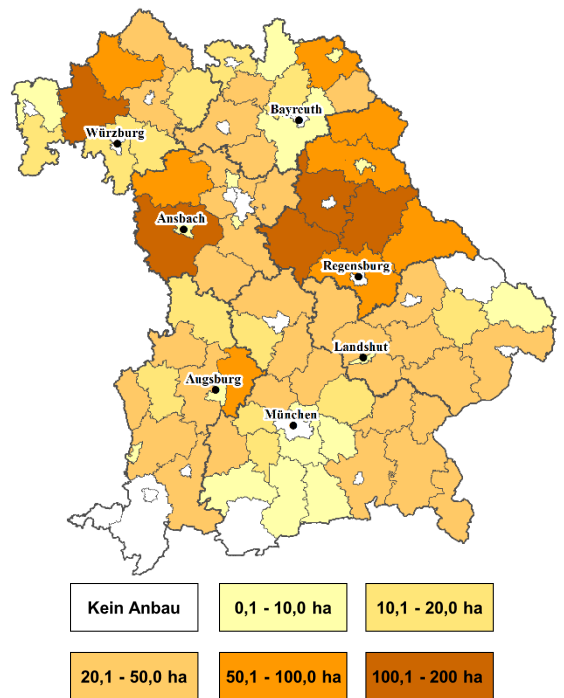 Bayreuth
Würzburg
Ansbach
Regensburg
Landshut
Augsburg
München
Kein Anbau
0,1 - 10,0 ha
10,1 - 20,0 ha
20,1 - 50,0 ha
50,1 - 100,0 ha
100,1 - 200 ha